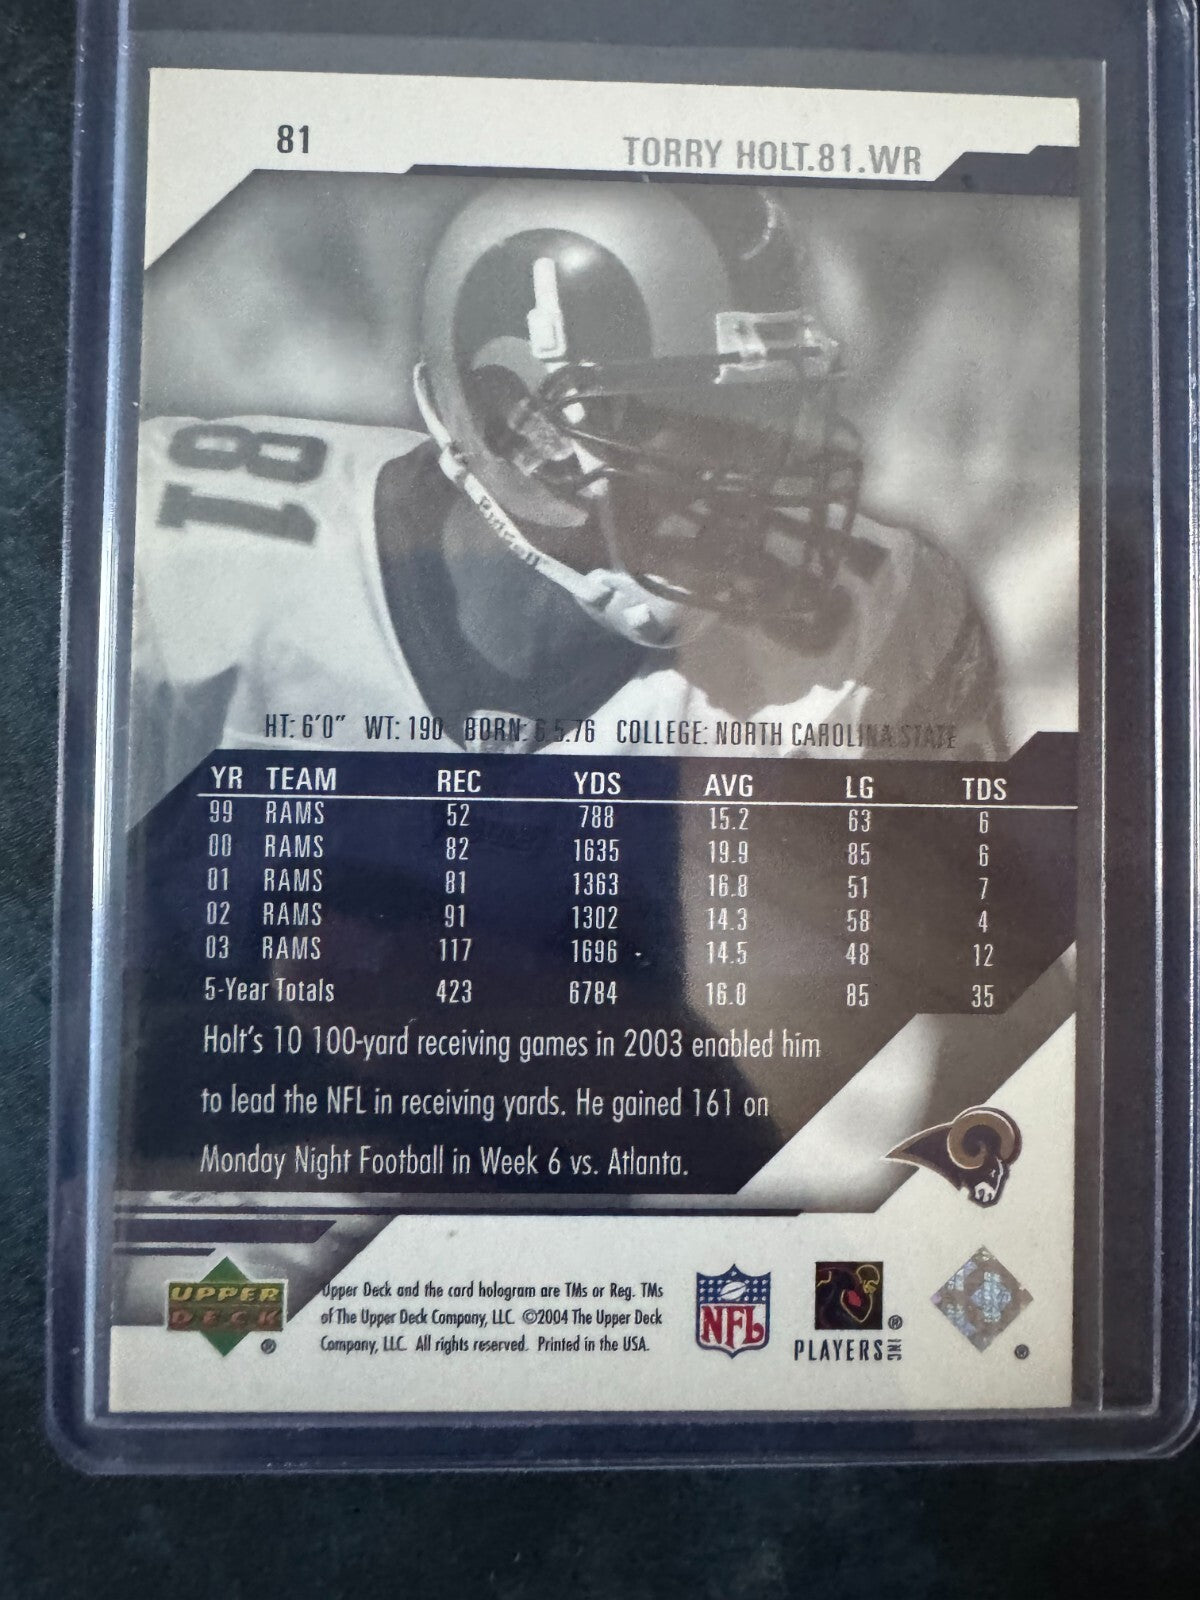 81
TORRY HOLT.81.WR
81
HT: 6'0" WT: 190 BORN: 6.5.76 COLLEGE: NORTH CAROLINA STATE
YR TEAM REC YDS AVG LG TDS
99 RAMS 52 788 15.2 63 6
00 RAMS 82 1635 19.9 85 6
01 RAMS 81 1363 16.8 51 7
02 RAMS 91 1302 14.3 58 4
03 RAMS 117 1696 14.5 48 12
5-Year Totals 423 6784 16.0 85 35
Holt's 10 100-yard receiving games in 2003 enabled him
to lead the NFL in receiving yards. He gained 161 on
Monday Night Football in Week 6 vs. Atlanta.
UPPER
DECK
®
Upper Deck and the card hologram are TMs or Reg. TMs
of The Upper Deck Company, LLC. ©2004 The Upper Deck
Company, LLC. All rights reserved. Printed in the USA.
NFL
PLAYERS INC ®
®